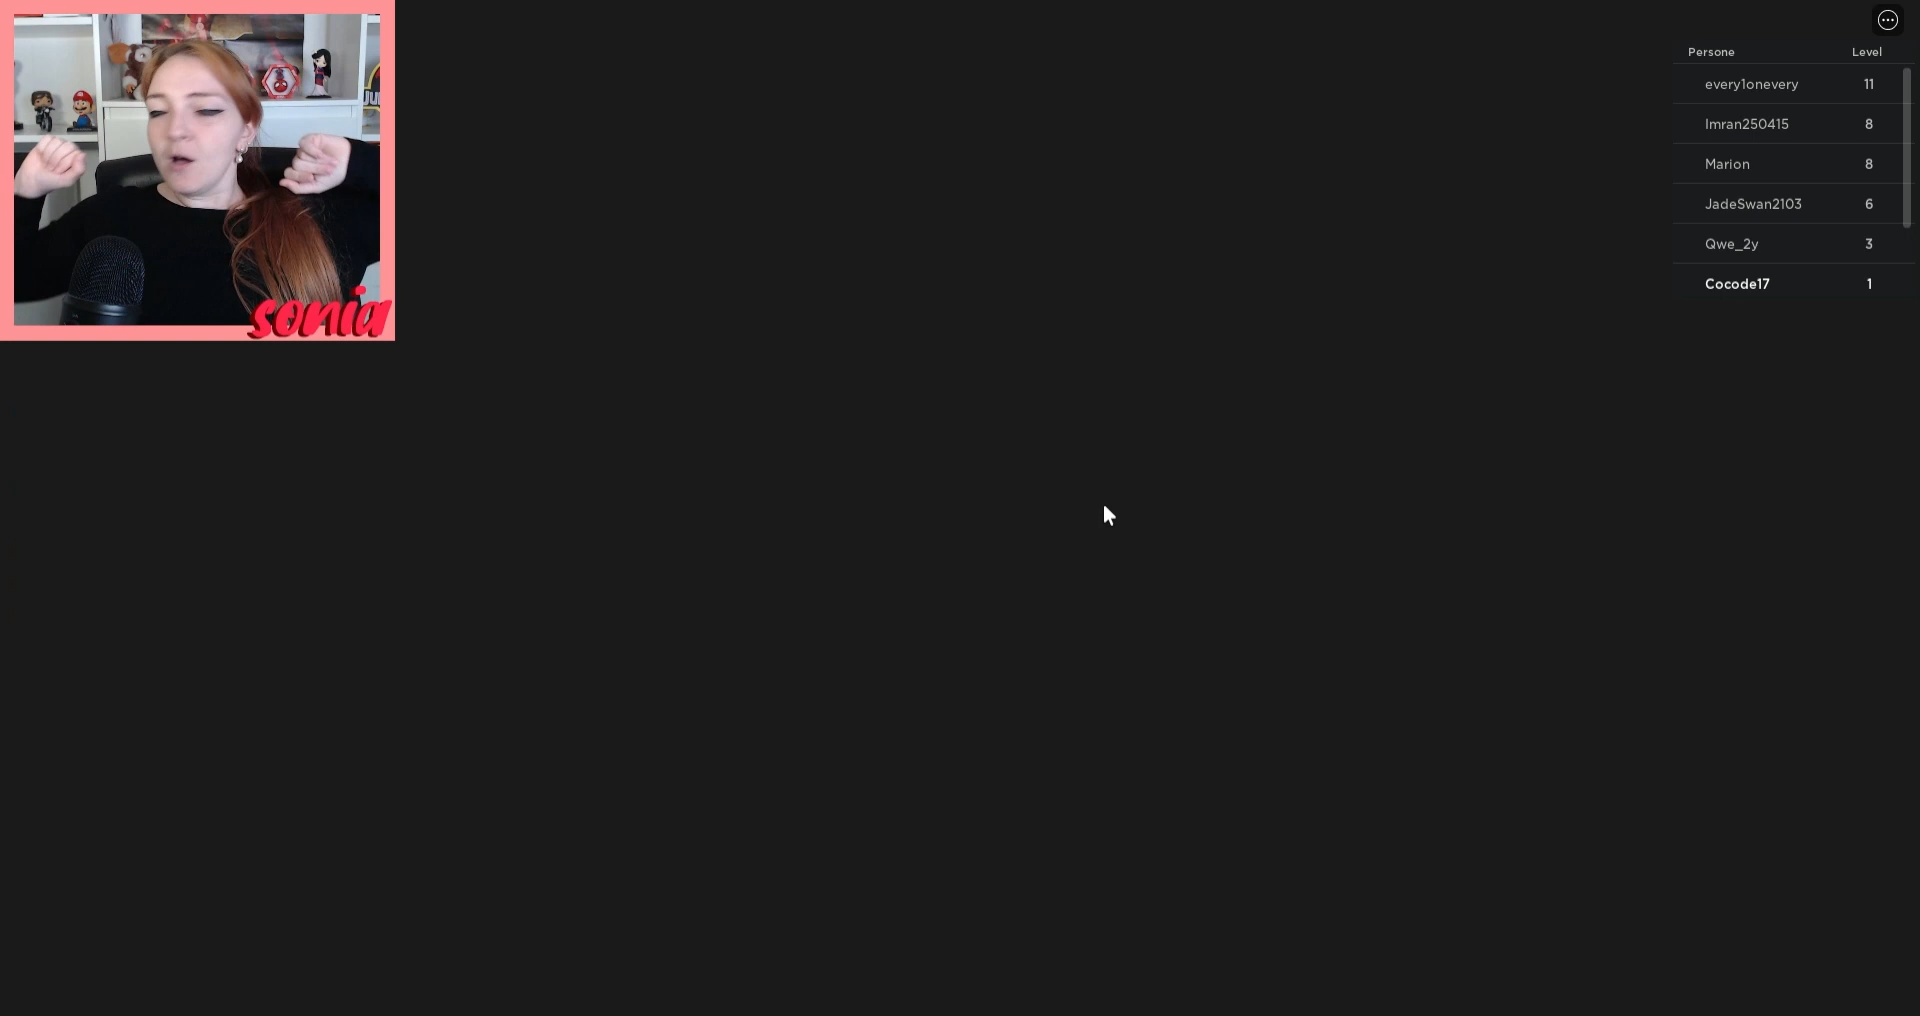 sonia
Persone Level
every1onevery 11
Imran250415 8
Marion 8
JadeSwan2103 6
Qwe_2y 3
Cocode17 1